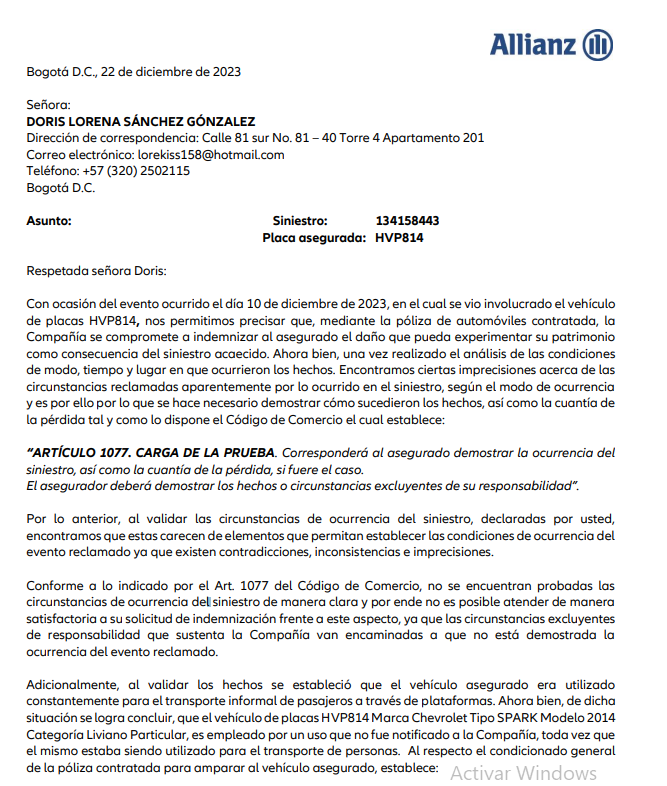 Allianz
Bogotá D.C., 22 de diciembre de 2023
Señora:
DORIS LORENA SÁNCHEZ GÓNZALEZ
Dirección de correspondencia: Calle 81 sur No. 81 – 40 Torre 4 Apartamento 201
Correo electrónico: lorekiss158@hotmail.com
Teléfono: +57 (320) 2502115
Bogotá D.C.
Asunto: Siniestro: 134158443
Placa asegurada: HVP814
Respetada señora Doris:
Con ocasión del evento ocurrido el día 10 de diciembre de 2023, en el cual se vio involucrado el vehículo
de placas HVP814, nos permitimos precisar que, mediante la póliza de automóviles contratada, la
Compañía se compromete a indemnizar al asegurado el daño que pueda experimentar su patrimonio
como consecuencia del siniestro acaecido. Ahora bien, una vez realizado el análisis de las condiciones
de modo, tiempo y lugar en que ocurrieron los hechos. Encontramos ciertas imprecisiones acerca de las
circunstancias reclamadas aparentemente por lo ocurrido en el siniestro, según el modo de ocurrencia
y es por ello por lo que se hace necesario demostrar cómo sucedieron los hechos, así como la cuantía de
la pérdida tal y como lo dispone el Código de Comercio el cual establece:
“ARTÍCULO 1077. CARGA DE LA PRUEBA. Corresponderá al asegurado demostrar la ocurrencia del
siniestro, así como la cuantía de la pérdida, si fuere el caso.
El asegurador deberá demostrar los hechos o circunstancias excluyentes de su responsabilidad”.
Por lo anterior, al validar las circunstancias de ocurrencia del siniestro, declaradas por usted,
encontramos que estas carecen de elementos que permitan establecer las condiciones de ocurrencia del
evento reclamado ya que existen contradicciones, inconsistencias e imprecisiones.
Conforme a lo indicado por el Art. 1077 del Código de Comercio, no se encuentran probadas las
circunstancias de ocurrencia del siniestro de manera clara y por ende no es posible atender de manera
satisfactoria a su solicitud de indemnización frente a este aspecto, ya que las circunstancias excluyentes
de responsabilidad que sustenta la Compañía van encaminadas a que no está demostrada la
ocurrencia del evento reclamado.
Adicionalmente, al validar los hechos se estableció que el vehículo asegurado era utilizado
constantemente para el transporte informal de pasajeros a través de plataformas. Ahora bien, de dicha
situación se logra concluir, que el vehículo de placas HVP814 Marca Chevrolet Tipo SPARK Modelo 2014
Categoría Liviano Particular, es empleado por un uso que no fue notificado a la Compañía, toda vez que
el mismo estaba siendo utilizado para el transporte de personas. Al respecto el condicionado general
de la póliza contratada para amparar al vehículo asegurado, establece:
Activar Windows